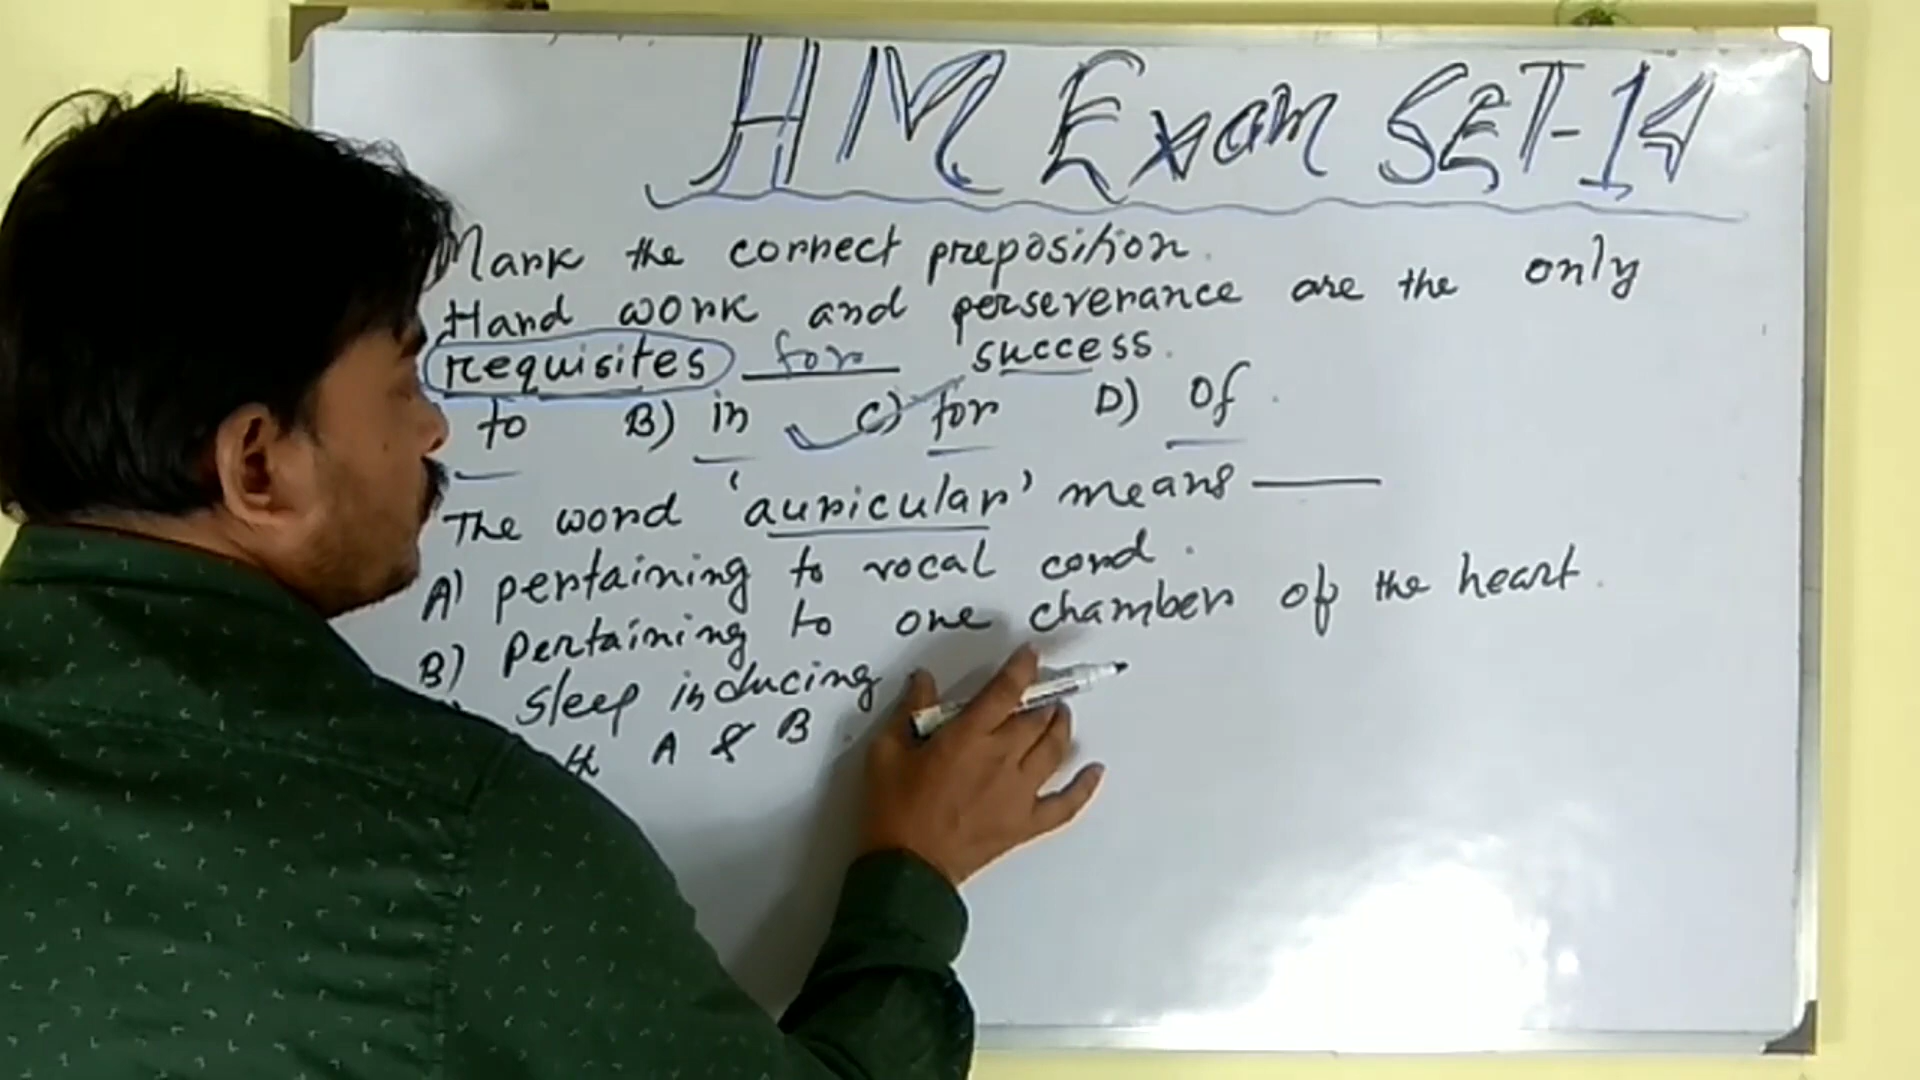 HM Exam SET-14
Mark the correct preposition.
Hard work and perseverance are the only
requisites for success.
to B) in C) for D) of.
The word 'auricular' means ——
A) pertaining to vocal cord.
B) pertaining to one chamber of the heart.
sleep inducing
th A & B.